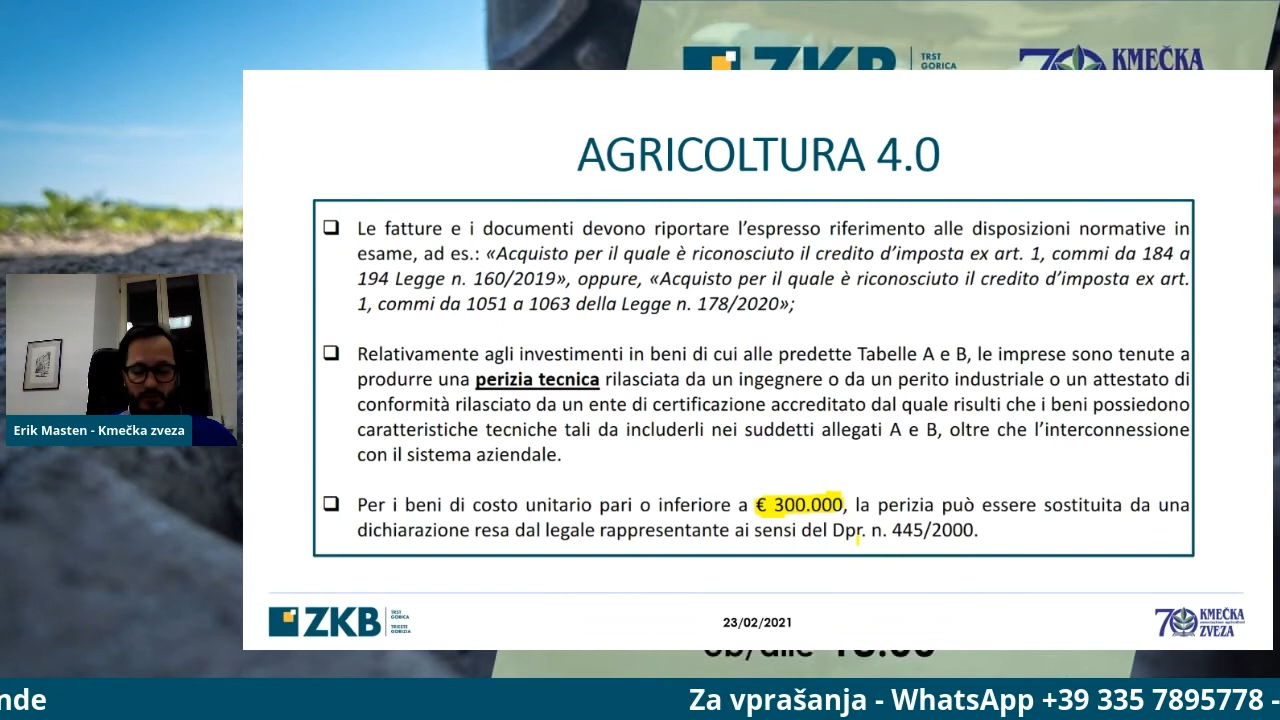 ZKB
TRST
GORICA
70 KMEČKA
AGRICOLTURA 4.0
Le fatture e i documenti devono riportare l'espresso riferimento alle disposizioni normative in
esame, ad es.: «Acquisto per il quale è riconosciuto il credito d'imposta ex art. 1, commi da 184 a
194 Legge n. 160/2019», oppure, «Acquisto per il quale è riconosciuto il credito d'imposta ex art.
1, commi da 1051 a 1063 della Legge n. 178/2020»;
Relativamente agli investimenti in beni di cui alle predette Tabelle A e B, le imprese sono tenute a
produrre una perizia tecnica rilasciata da un ingegnere o da un perito industriale o un attestato di
conformità rilasciato da un ente di certificazione accreditato dal quale risulti che i beni possiedono
caratteristiche tecniche tali da includerli nei suddetti allegati A e B, oltre che l'interconnessione
con il sistema aziendale.
Per i beni di costo unitario pari o inferiore a € 300.000, la perizia può essere sostituita da una
dichiarazione resa dal legale rappresentante ai sensi del Dpr. n. 445/2000.
Erik Masten - Kmečka zveza
ZKB
TRST
GORICA
TRIESTE
GORIZIA
23/02/2021
70 KMEČKA
ZVEZA
ob/alle 18.00
nde
Za vprašanja - WhatsApp +39 335 7895778 -